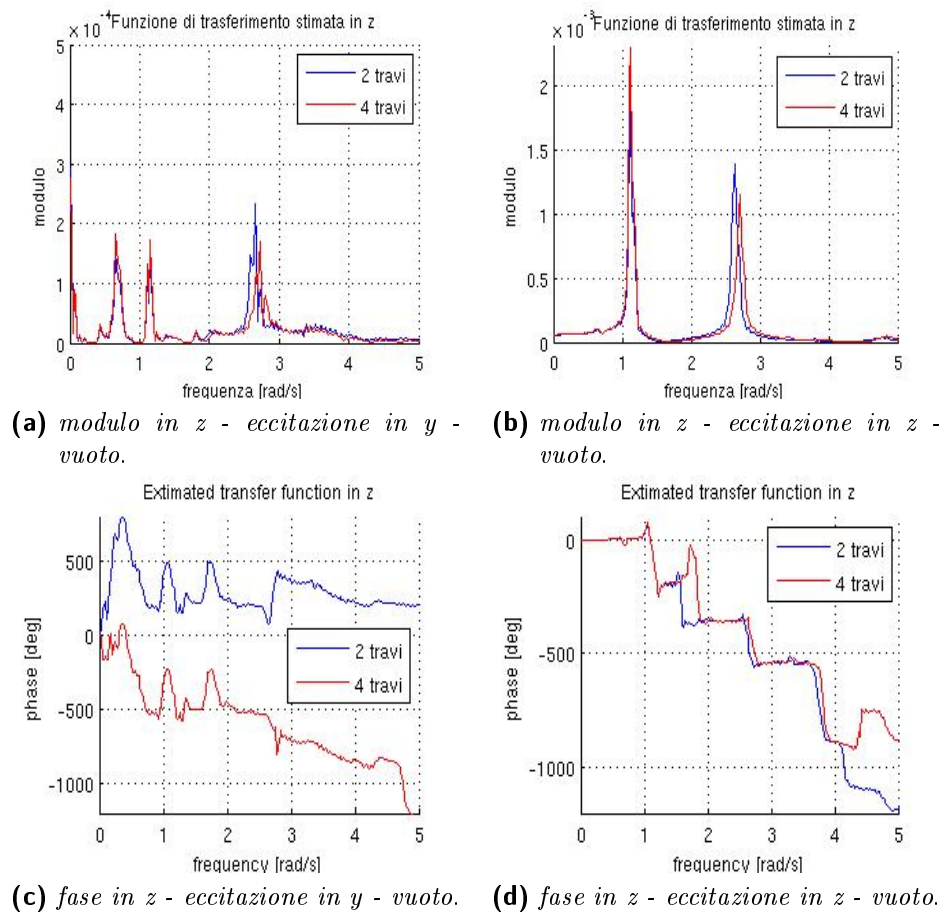 × 10⁻⁴ Funzione di trasferimento stimata in z
5
4
3
2
1
0
modulo
2 travi
4 travi
0 1 2 3 4 5
frequenza [rad/s]
(a) modulo in z - eccitazione in y - vuoto.
× 10⁻³ Funzione di trasferimento stimata in z
2
1.5
1
0.5
0
modulo
2 travi
4 travi
0 1 2 3 4 5
frequenza [rad/s]
(b) modulo in z - eccitazione in z - vuoto.
Extimated transfer function in z
500
0
-500
-1000
phase [deg]
2 travi
4 travi
0 1 2 3 4 5
frequency [rad/s]
(c) fase in z - eccitazione in y - vuoto.
Extimated transfer function in z
0
-500
-1000
phase [deg]
2 travi
4 travi
0 1 2 3 4 5
frequency [rad/s]
(d) fase in z - eccitazione in z - vuoto.